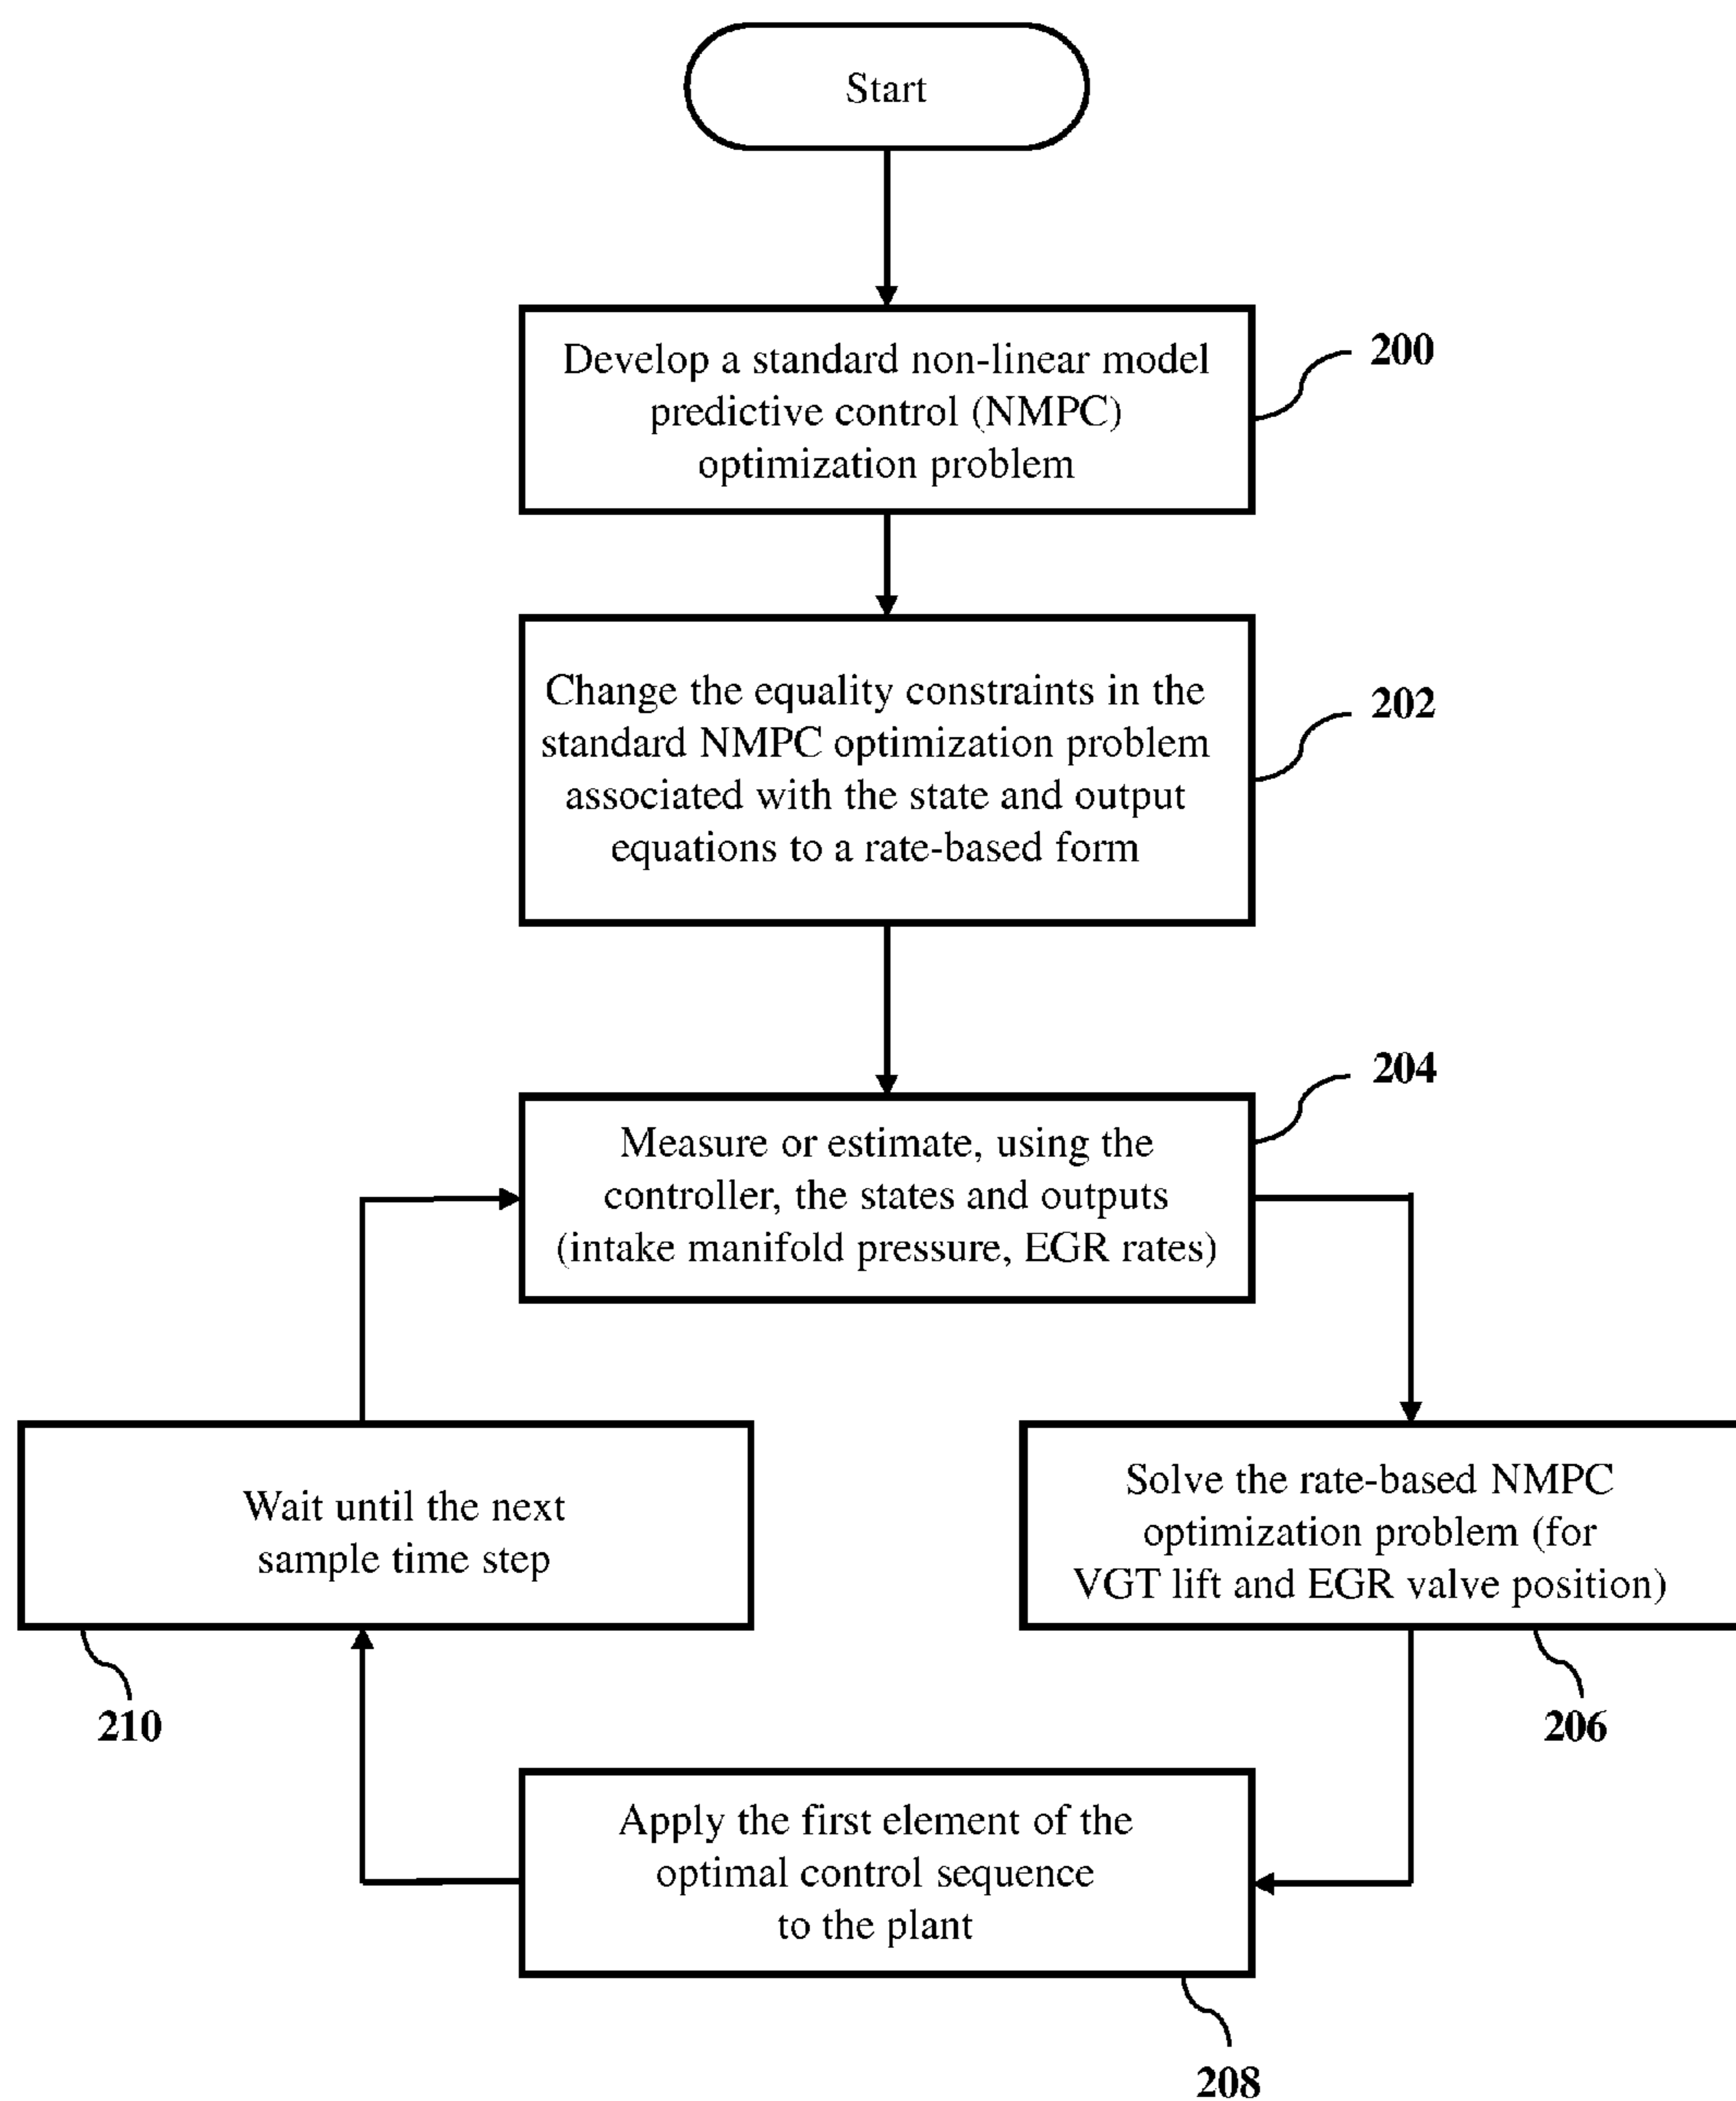 Start
Develop a standard non-linear model
predictive control (NMPC)
optimization problem
200
Change the equality constraints in the
standard NMPC optimization problem
associated with the state and output
equations to a rate-based form
202
Measure or estimate, using the
controller, the states and outputs
(intake manifold pressure, EGR rates)
204
Solve the rate-based NMPC
optimization problem (for
VGT lift and EGR valve position)
206
Apply the first element of the
optimal control sequence
to the plant
208
Wait until the next
sample time step
210